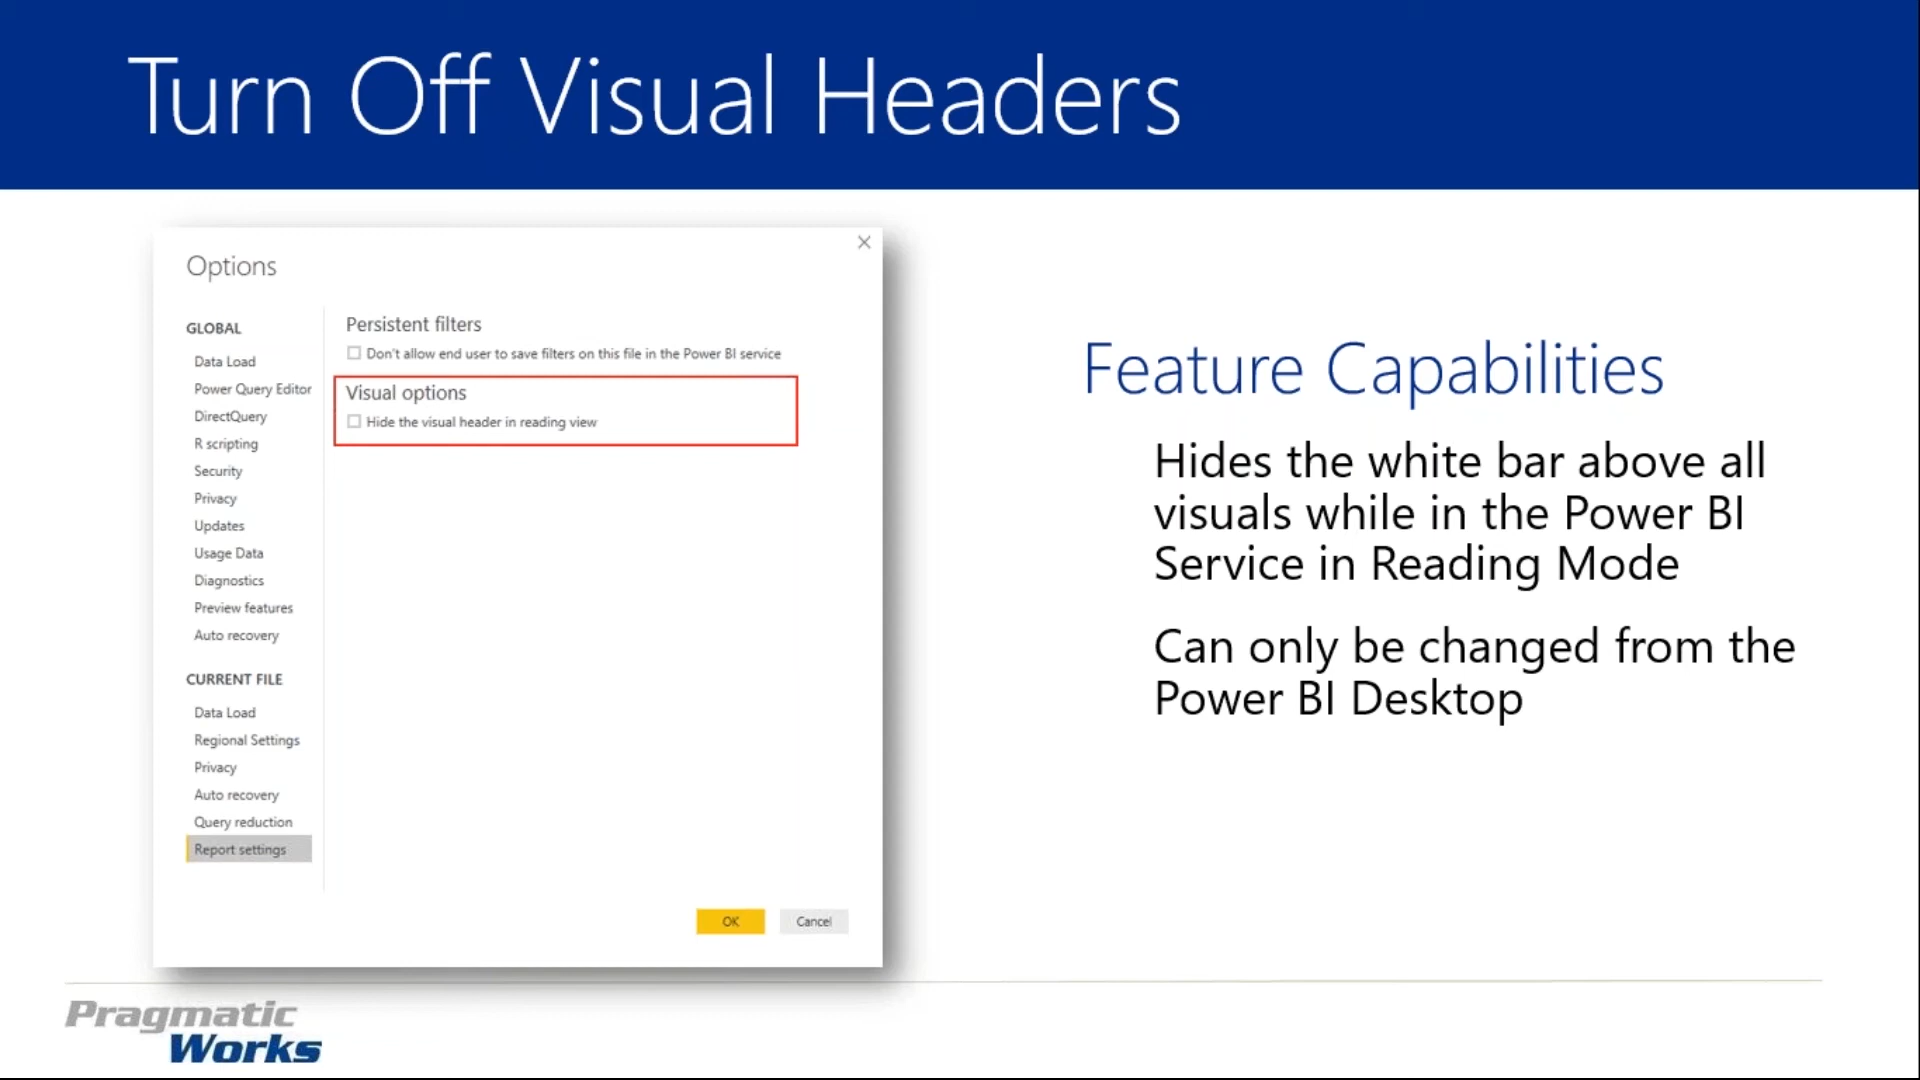 Turn Off Visual Headers
Options
GLOBAL
Data Load
Power Query Editor
DirectQuery
R scripting
Security
Privacy
Updates
Usage Data
Diagnostics
Preview features
Auto recovery
CURRENT FILE
Data Load
Regional Settings
Privacy
Auto recovery
Query reduction
Report settings
Persistent filters
Don't allow end user to save filters on this file in the Power BI service
Visual options
Hide the visual header in reading view
OK
Cancel
Feature Capabilities
Hides the white bar above all
visuals while in the Power BI
Service in Reading Mode
Can only be changed from the
Power BI Desktop
Pragmatic
Works